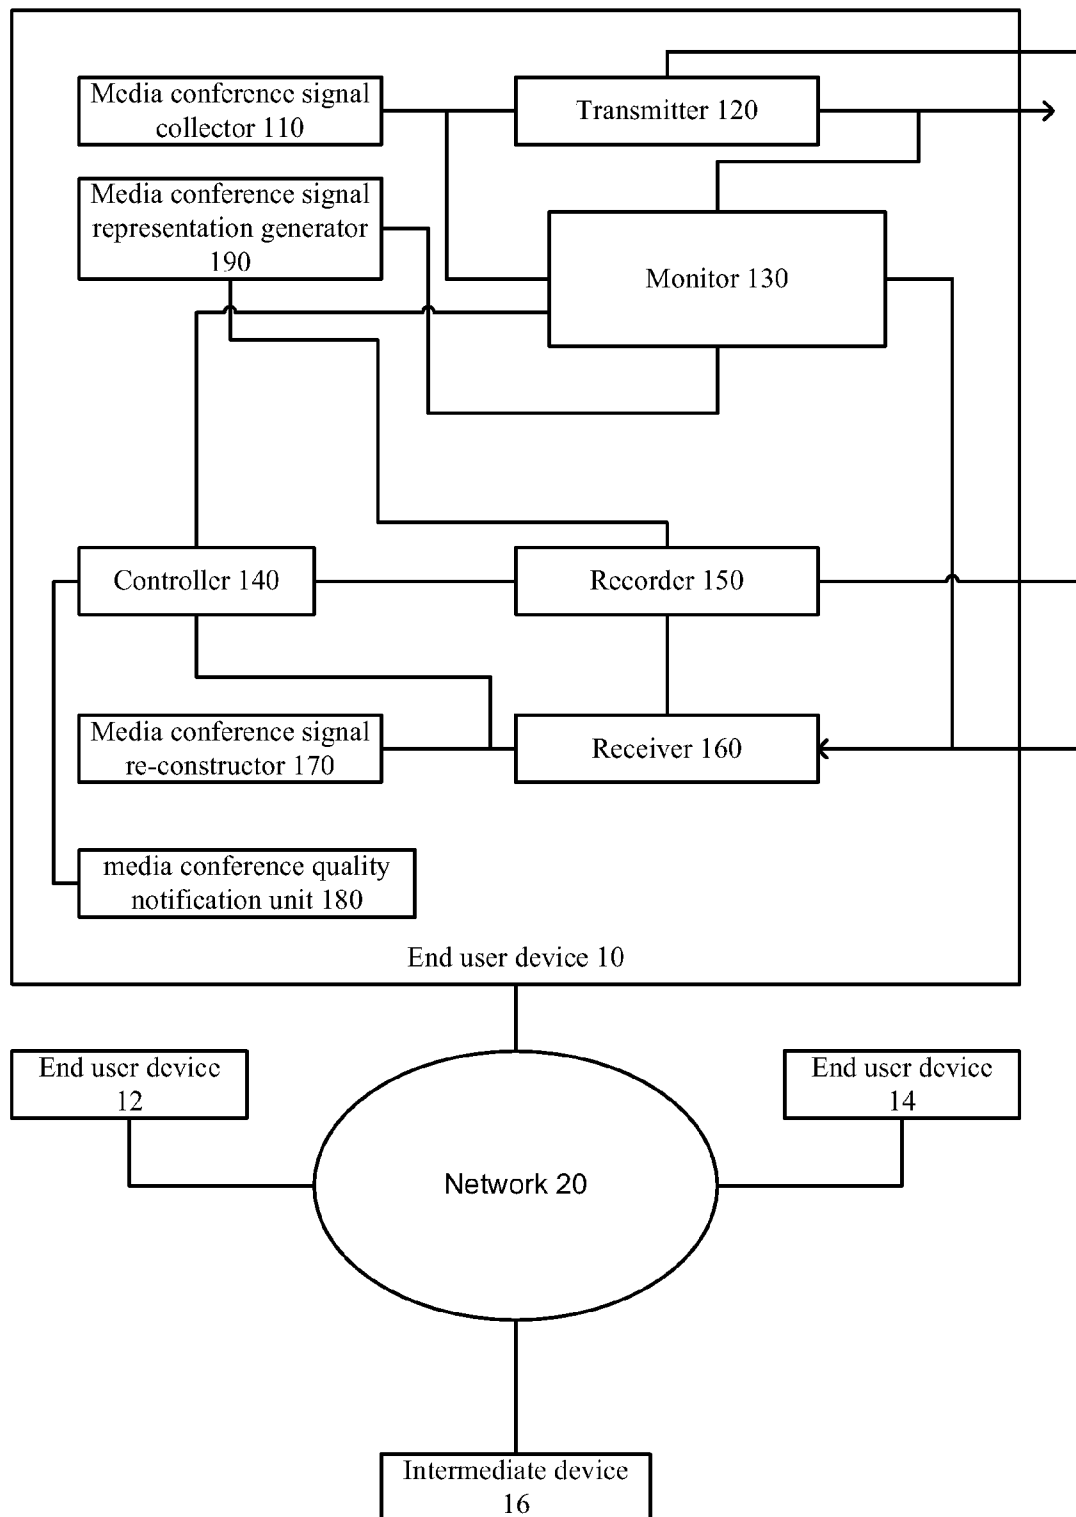 Media conference signal
collector 110
Transmitter 120
Media conference signal
representation generator
190
Monitor 130
Controller 140
Recorder 150
Media conference signal
re-constructor 170
Receiver 160
media conference quality
notification unit 180
End user device 10
End user device
12
End user device
14
Network 20
Intermediate device
16